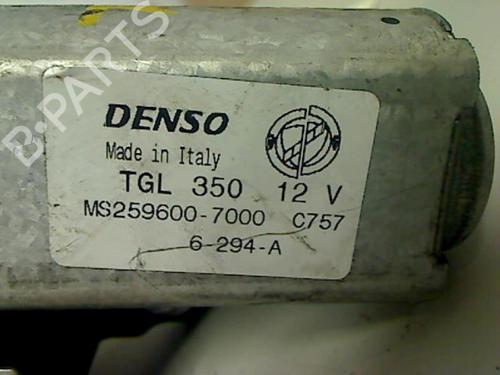 B-PARTS
DENSO
Made in Italy
TGL 350 12 V
MS259600-7000 C757
6-294-A